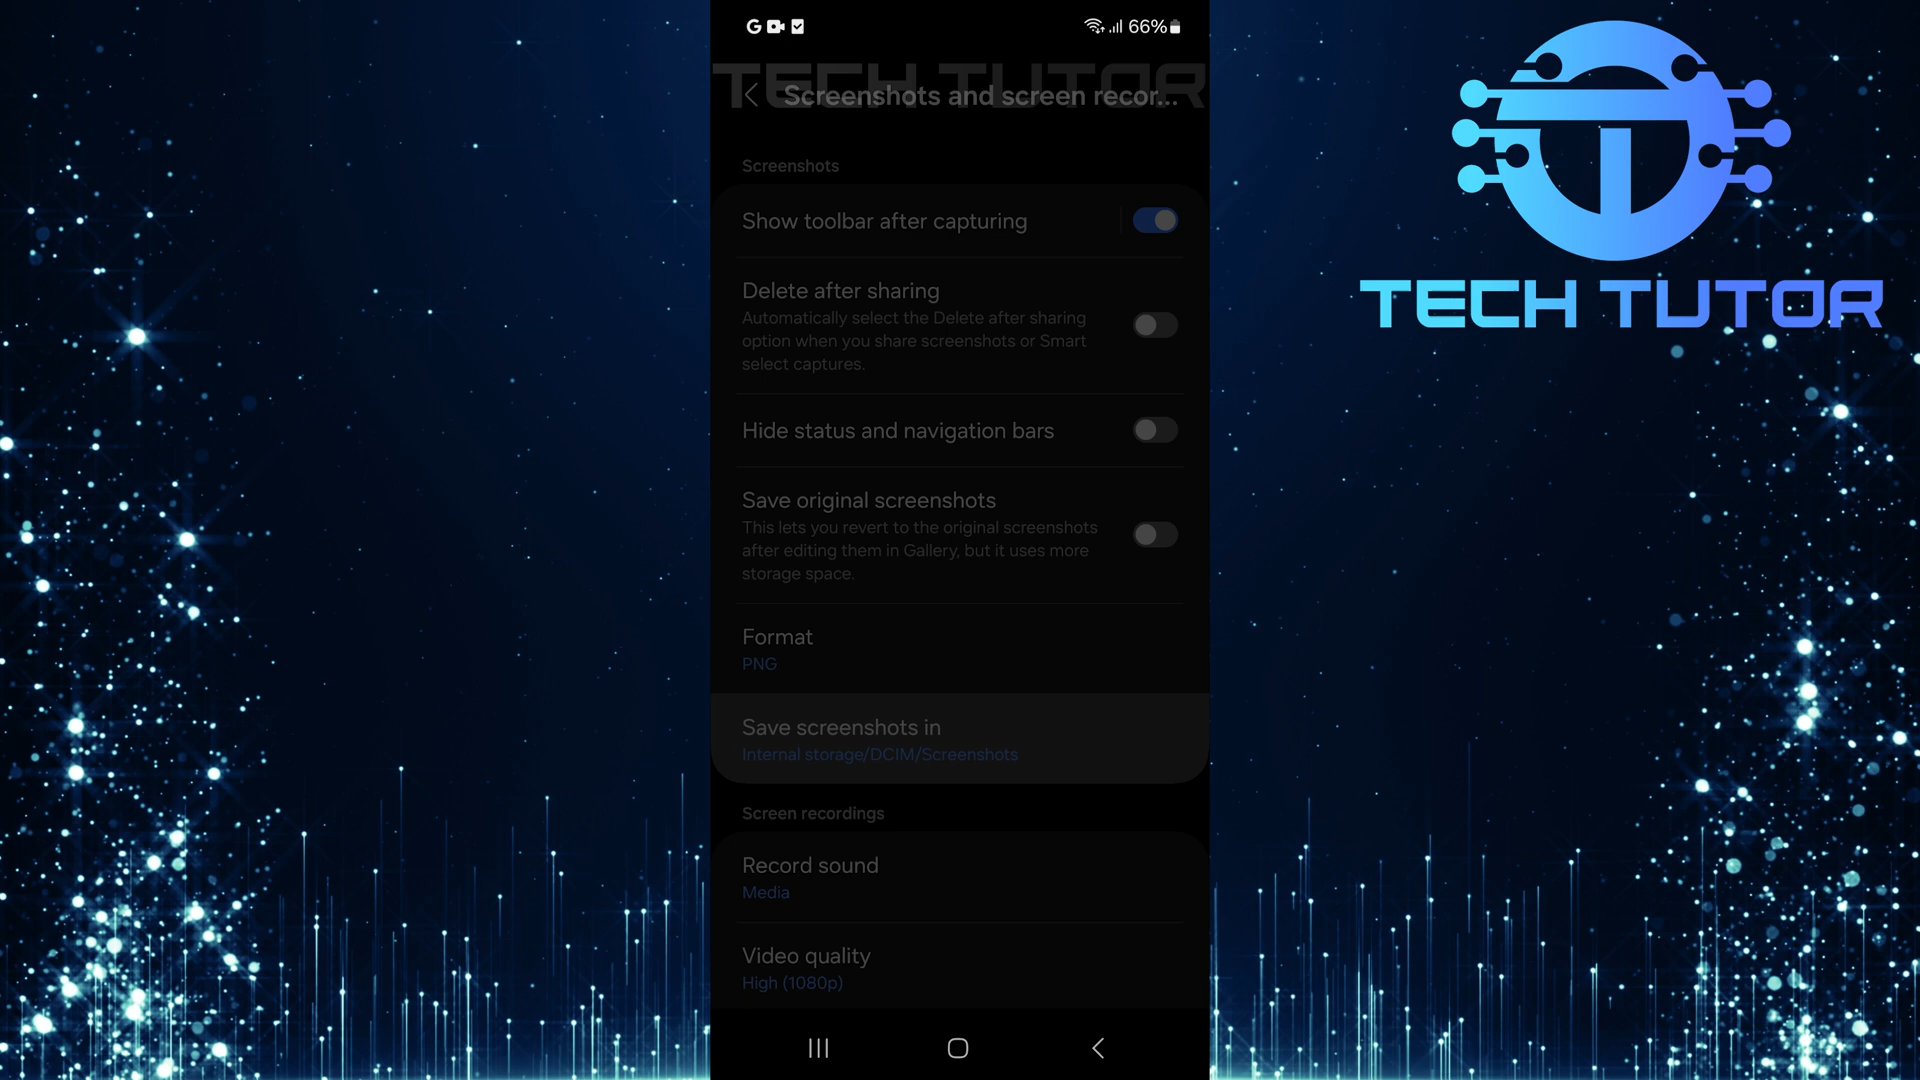 G 66%
TECH TUTOR
Screenshots and screen recor...
Screenshots
Show toolbar after capturing
Delete after sharing
Automatically select the Delete after sharing
option when you share screenshots or Smart
select captures.
Hide status and navigation bars
Save original screenshots
This lets you revert to the original screenshots
after editing them in Gallery, but it uses more
storage space.
Format
PNG
Save screenshots in
Internal storage/DCIM/Screenshots
Screen recordings
Record sound
Media
Video quality
High (1080p)
TECH TUTOR